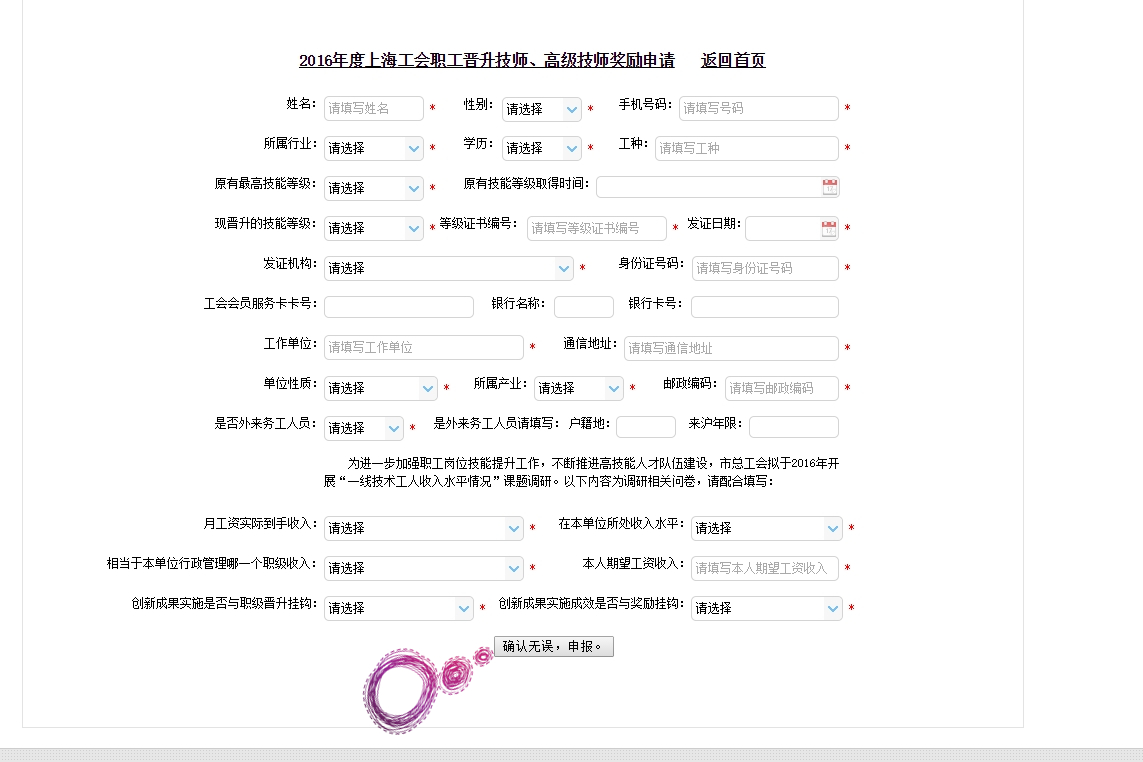 2016年度上海工会职工晋升技师、高级技师奖励申请 返回首页
姓名: 请填写姓名 * 性别: 请选择 * 手机号码: 请填写号码 *
所属行业: 请选择 * 学历: 请选择 * 工种: 请填写工种 *
原有最高技能等级: 请选择 * 原有技能等级取得时间:
现晋升的技能等级: 请选择 * 等级证书编号: 请填写等级证书编号 * 发证日期: *
发证机构: 请选择 * 身份证号码: 请填写身份证号码 *
工会会员服务卡卡号: 银行名称: 银行卡号:
工作单位: 请填写工作单位 * 通信地址: 请填写通信地址 *
单位性质: 请选择 * 所属产业: 请选择 * 邮政编码: 请填写邮政编码 *
是否外来务工人员: 请选择 * 是外来务工人员请填写: 户籍地: 来沪年限:
为进一步加强职工岗位技能提升工作，不断推进高技能人才队伍建设，市总工会拟于2016年开
展“一线技术工人收入水平情况”课题调研。以下内容为调研相关问卷，请配合填写:
月工资实际到手收入: 请选择 * 在本单位所处收入水平: 请选择 *
相当于本单位行政管理哪一个职级收入: 请选择 * 本人期望工资收入: 请填写本人期望工资收入 *
创新成果实施是否与职级晋升挂钩: 请选择 * 创新成果实施成效是否与奖励挂钩: 请选择 *
确认无误，申报。